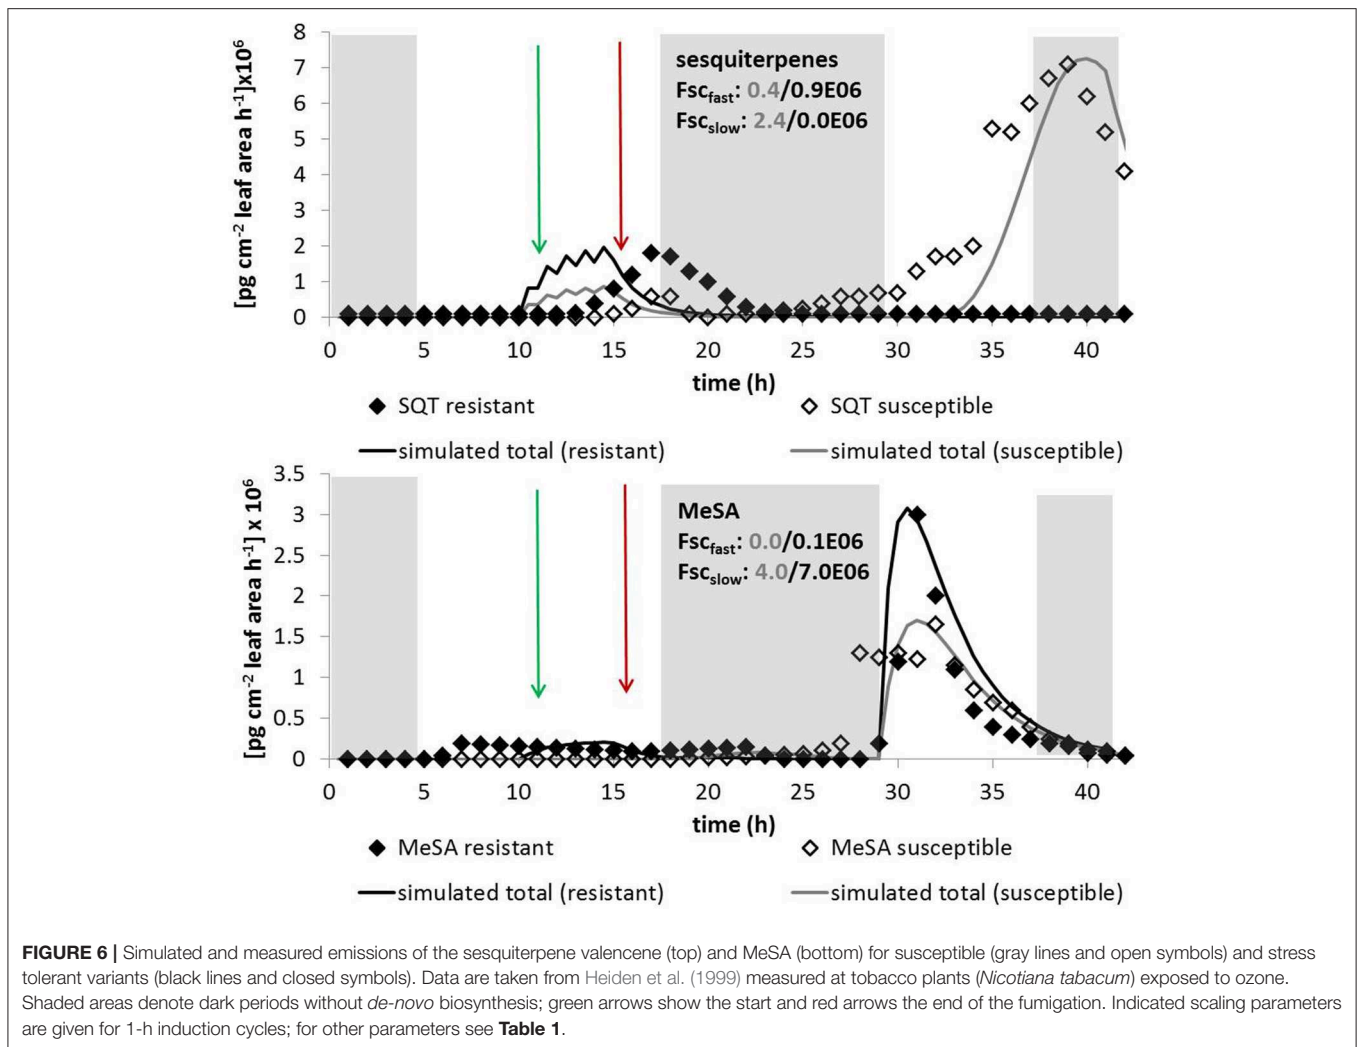 [pg cm⁻² leaf area h⁻¹]x10⁶
8
7
6
5
4
3
2
1
0
sesquiterpenes
Fsc_fast: 0.4/0.9E06
Fsc_slow: 2.4/0.0E06
0 5 10 15 20 25 30 35 40
time (h)
SQT resistant SQT susceptible
simulated total (resistant) simulated total (susceptible)
[pg cm⁻² leaf area h⁻¹] x 10⁶
3.5
3
2.5
2
1.5
1
0.5
0
MeSA
Fsc_fast: 0.0/0.1E06
Fsc_slow: 4.0/7.0E06
0 5 10 15 20 25 30 35 40
time (h)
MeSA resistant MeSA susceptible
simulated total (resistant) simulated total (susceptible)
FIGURE 6 | Simulated and measured emissions of the sesquiterpene valencene (top) and MeSA (bottom) for susceptible (gray lines and open symbols) and stress
tolerant variants (black lines and closed symbols). Data are taken from Heiden et al. (1999) measured at tobacco plants (Nicotiana tabacum) exposed to ozone.
Shaded areas denote dark periods without de-novo biosynthesis; green arrows show the start and red arrows the end of the fumigation. Indicated scaling parameters
are given for 1-h induction cycles; for other parameters see Table 1.